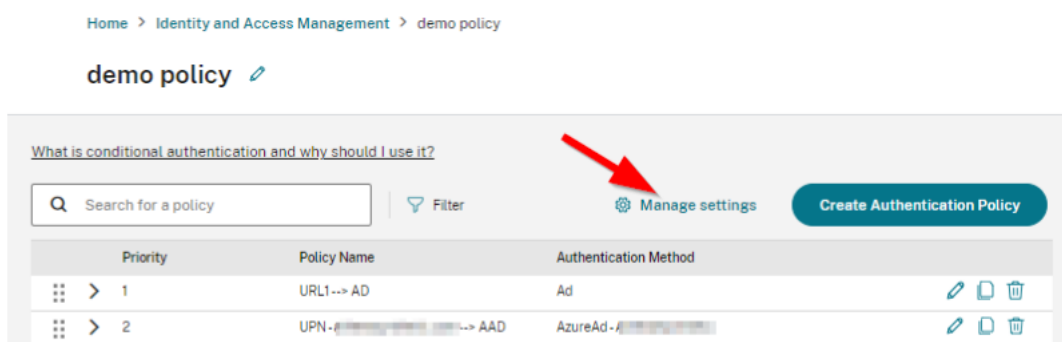 Home > Identity and Access Management > demo policy
demo policy
What is conditional authentication and why should I use it?
Search for a policy Filter Manage settings Create Authentication Policy
Priority Policy Name Authentication Method
1 URL1--> AD Ad
2 UPN - --> AAD AzureAd -